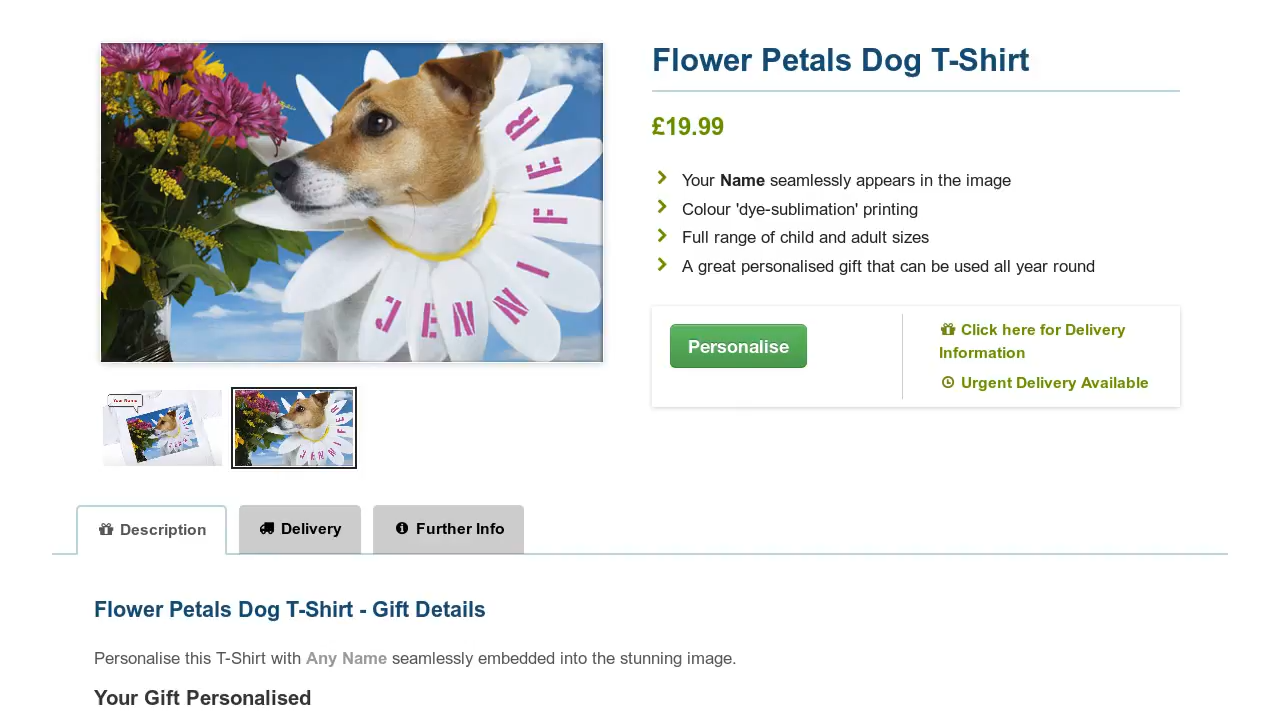 Flower Petals Dog T-Shirt
£19.99
Your Name seamlessly appears in the image
Colour 'dye-sublimation' printing
Full range of child and adult sizes
A great personalised gift that can be used all year round
Personalise
Click here for Delivery
Information
Urgent Delivery Available
JENNIFER
Your Name
JENNIFER
Description
Delivery
Further Info
Flower Petals Dog T-Shirt - Gift Details
Personalise this T-Shirt with Any Name seamlessly embedded into the stunning image.
Your Gift Personalised